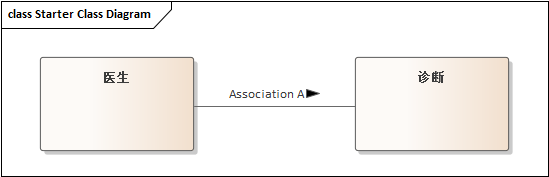 class Starter Class Diagram
医生
Association A
诊断